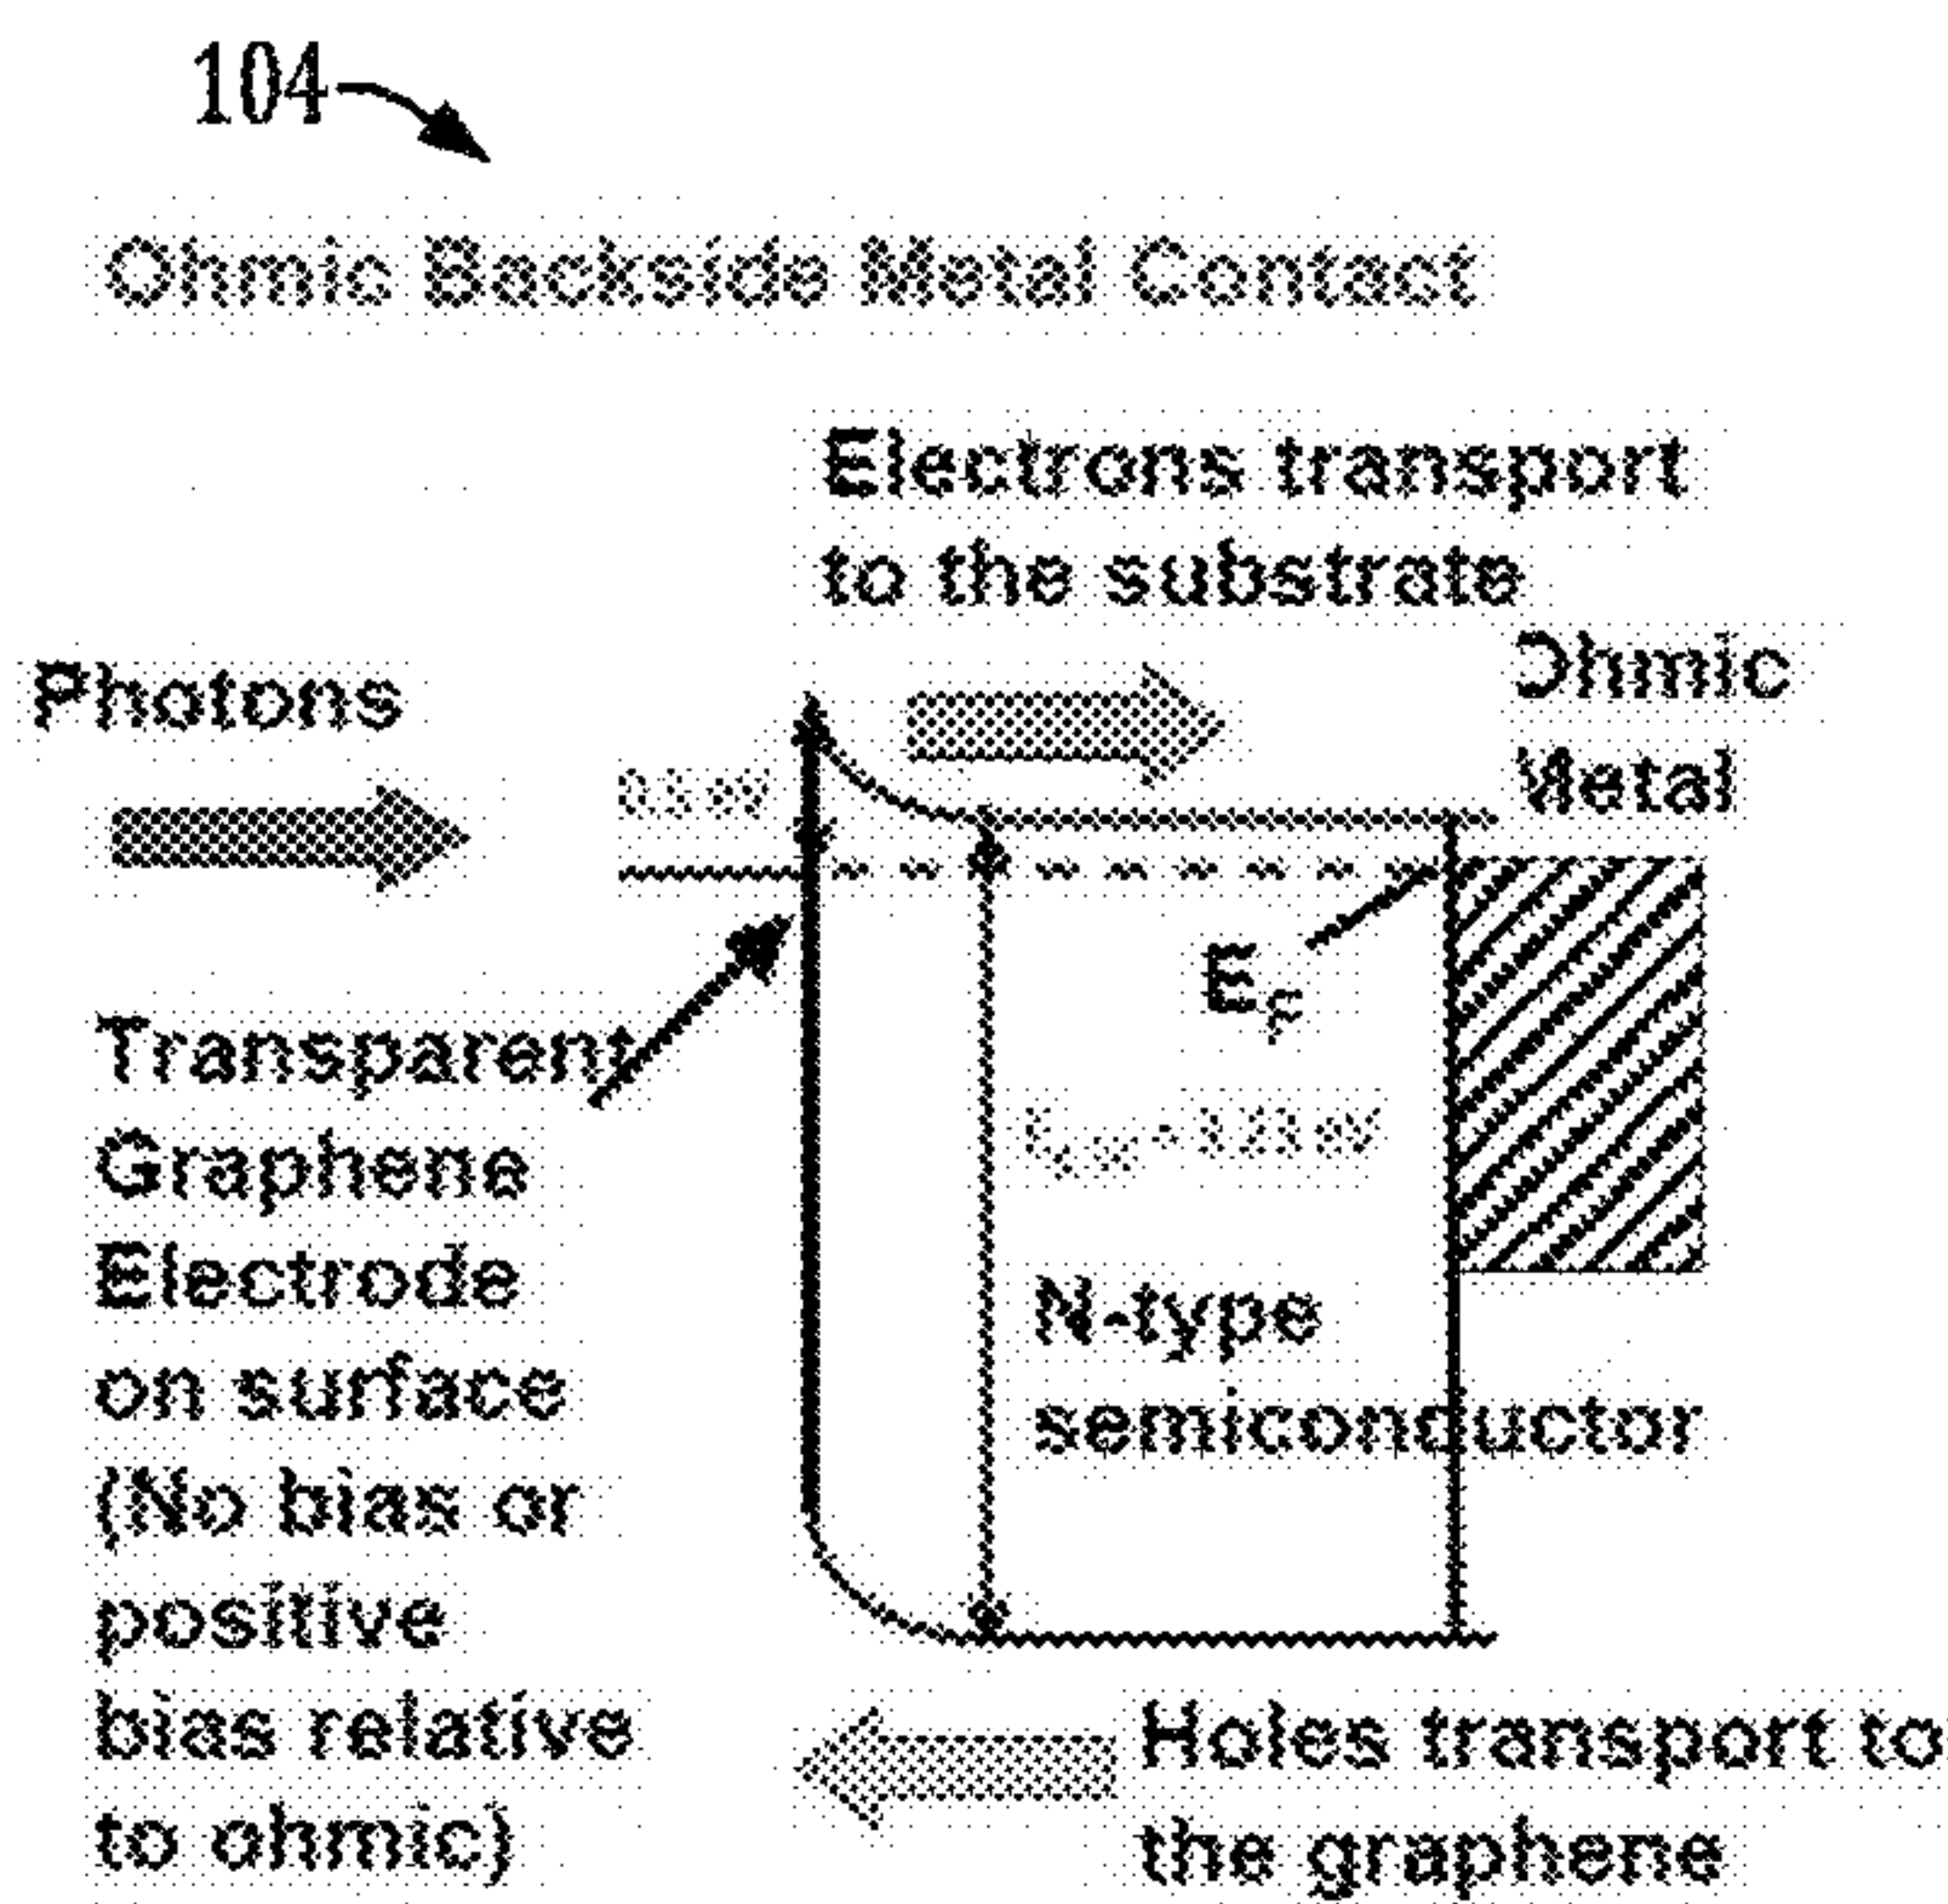 104
Ohmic Backside Metal Contact
Electrons transport
to the substrate
Photons
Ohmic
Metal
E_F
Transparent
Graphene
Electrode
on surface
(No bias or
positive
bias relative
to ohmic)
N-type
semiconductor
Holes transport to
the graphene